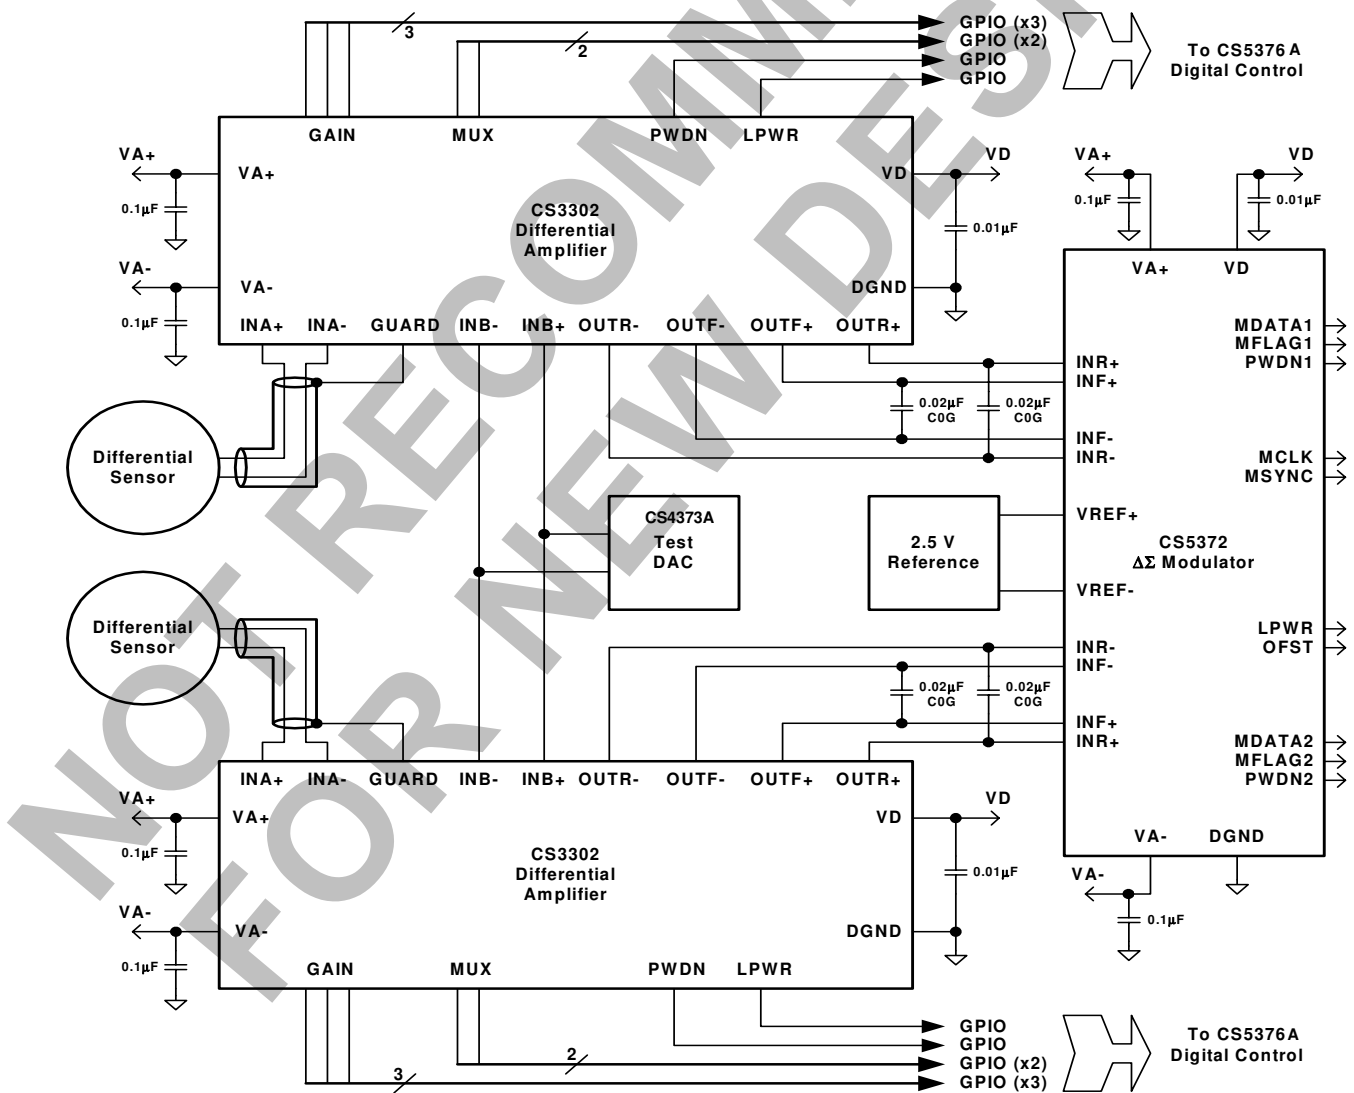 GPIO (x3)
3
GPIO (x2)
2
GPIO
GPIO
To CS5376A
Digital Control
GAIN
MUX
PWDN
LPWR
VA+
VA+
0.1µF
VD
VD
0.01µF
CS3302
Differential
Amplifier
VA-
VA-
0.1µF
DGND
INA+
INA-
GUARD
INB-
INB+
OUTR-
OUTF-
OUTF+
OUTR+
VA+
0.1µF
VD
0.01µF
VA+
VD
MDATA1
MFLAG1
PWDN1
INR+
INF+
0.02µF
C0G
0.02µF
C0G
INF-
INR-
MCLK
MSYNC
Differential
Sensor
CS4373A
Test
DAC
2.5 V
Reference
VREF+
CS5372
ΔΣ Modulator
VREF-
Differential
Sensor
LPWR
OFST
INR-
INF-
0.02µF
C0G
0.02µF
C0G
INF+
INR+
MDATA2
MFLAG2
PWDN2
INA+
INA-
GUARD
INB-
INB+
OUTR-
OUTF-
OUTF+
OUTR+
VA+
VA+
0.1µF
VD
VD
0.01µF
CS3302
Differential
Amplifier
VA-
VA-
0.1µF
DGND
VA-
DGND
VA-
0.1µF
GAIN
MUX
PWDN
LPWR
GPIO
GPIO
2
GPIO (x2)
3
GPIO (x3)
To CS5376A
Digital Control
NOT RECOMM
FOR NEW DES